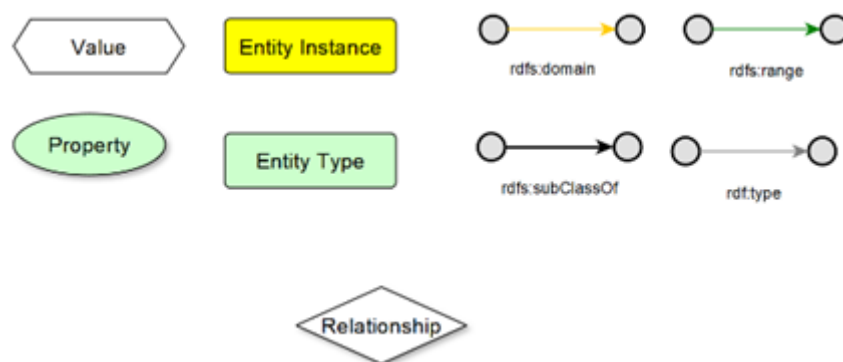 Value
Entity Instance
rdfs:domain
rdfs:range
Property
Entity Type
rdfs:subClassOf
rdf:type
Relationship